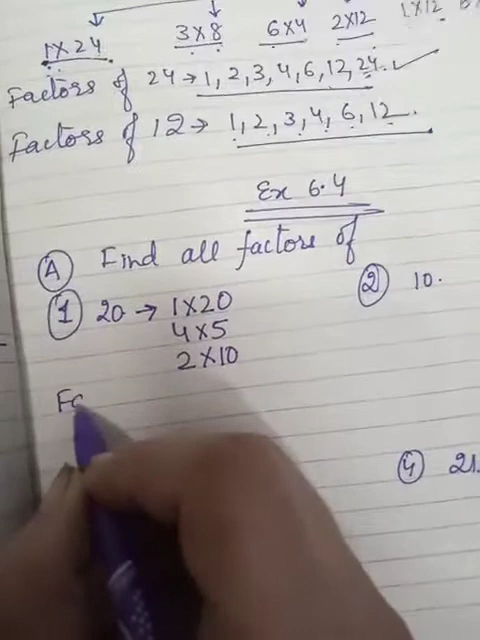 1X24 3X8 6X4 2X12 1X12
Factors of 24→1, 2, 3, 4, 6, 12, 24.
Factors of 12→ 1, 2, 3, 4, 6, 12.
Ex 6.4
A Find all factors of
1 20 → 1X20 2 10.
4X5
2X10
Fa
4 21.